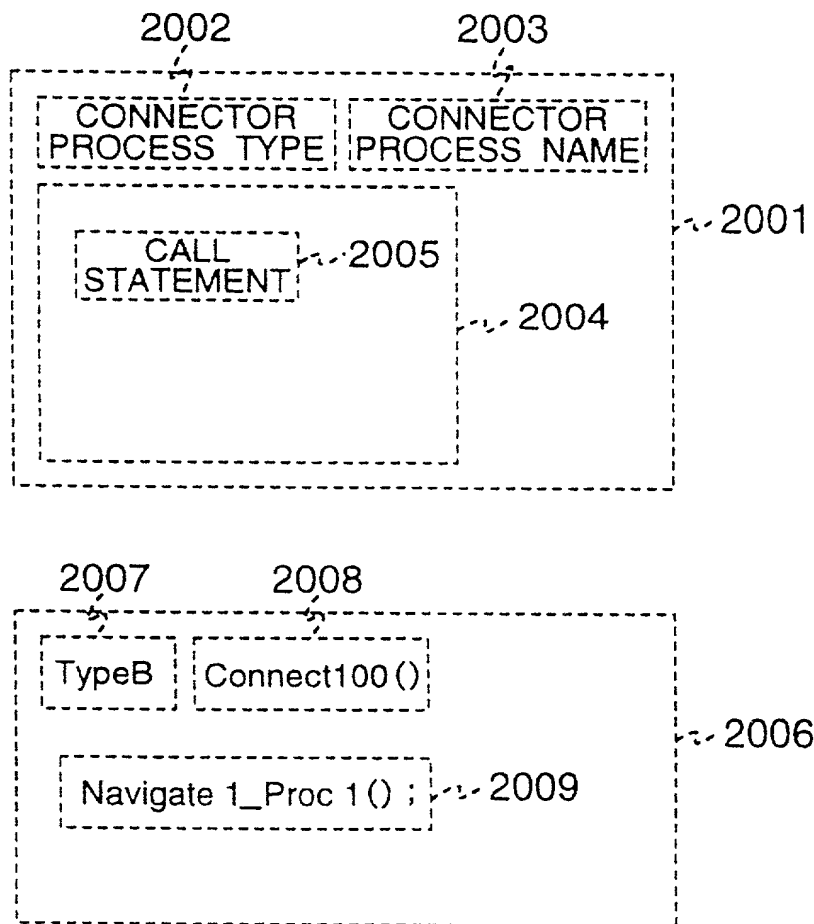 2002 2003
CONNECTOR PROCESS TYPE CONNECTOR PROCESS NAME
2001
CALL STATEMENT 2005
2004
2007 2008
TypeB Connect100()
2006
Navigate 1_Proc 1() ; 2009